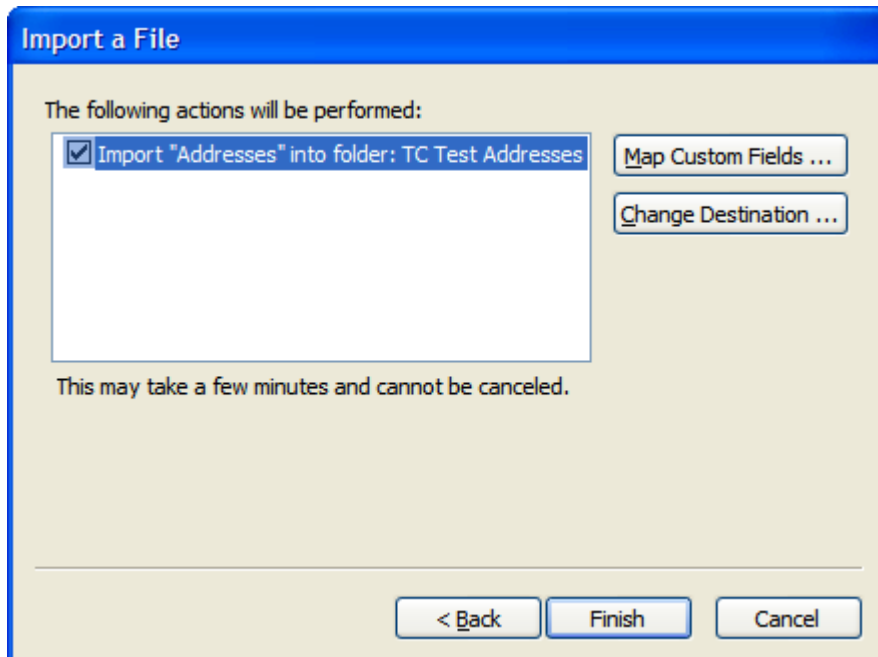 Import a File
The following actions will be performed:
Import "Addresses" into folder: TC Test Addresses
Map Custom Fields ...
Change Destination ...
This may take a few minutes and cannot be canceled.
< Back
Finish
Cancel